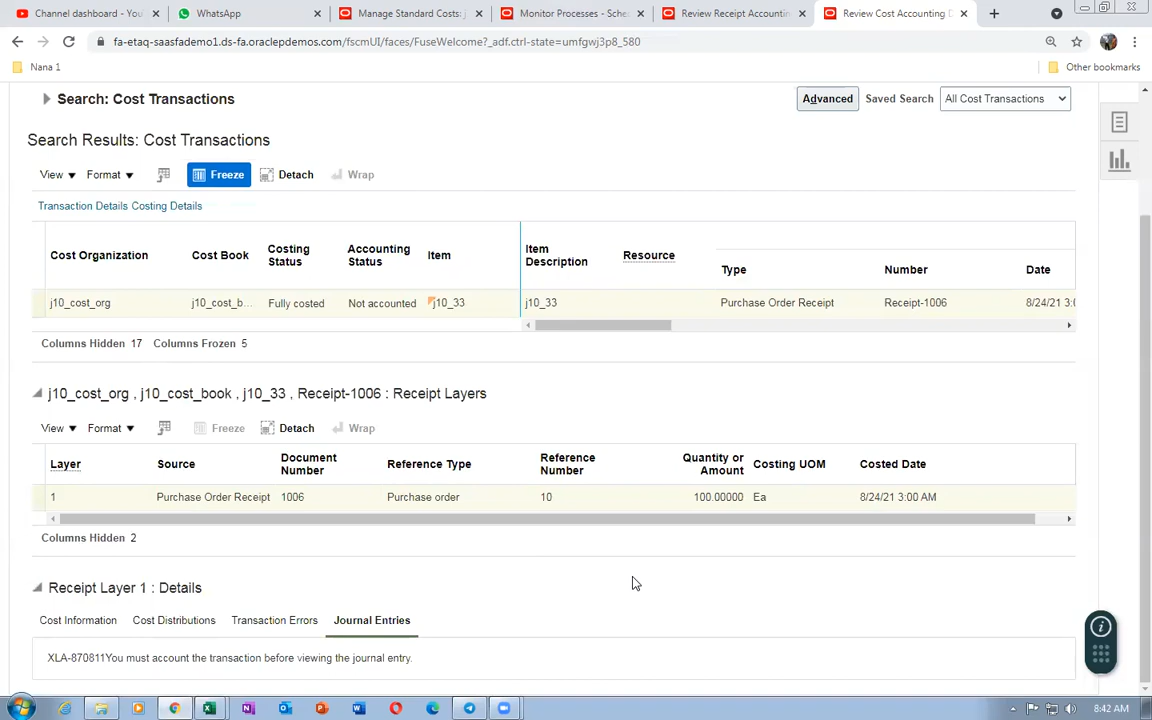 Channel dashboard - You
WhatsApp
Manage Standard Costs: j
Monitor Processes - Sche
Review Receipt Accountin
Review Cost Accounting D
fa-etaq-saasfademo1.ds-fa.oraclepdemos.com/fscmUI/faces/FuseWelcome?_adf.ctrl-state=umfgwj3p8_580
Nana 1
Other bookmarks
Search: Cost Transactions
Advanced Saved Search All Cost Transactions
Search Results: Cost Transactions
View Format Freeze Detach Wrap
Transaction Details Costing Details
Cost Organization Cost Book Costing Status Accounting Status Item Item Description Resource Type Number Date
j10_cost_org j10_cost_b... Fully costed Not accounted j10_33 j10_33 Purchase Order Receipt Receipt-1006 8/24/21 3:0
Columns Hidden 17 Columns Frozen 5
j10_cost_org , j10_cost_book , j10_33 , Receipt-1006 : Receipt Layers
View Format Freeze Detach Wrap
Layer Source Document Number Reference Type Reference Number Quantity or Amount Costing UOM Costed Date
1 Purchase Order Receipt 1006 Purchase order 10 100.00000 Ea 8/24/21 3:00 AM
Columns Hidden 2
Receipt Layer 1 : Details
Cost Information Cost Distributions Transaction Errors Journal Entries
XLA-870811You must account the transaction before viewing the journal entry.
8:42 AM